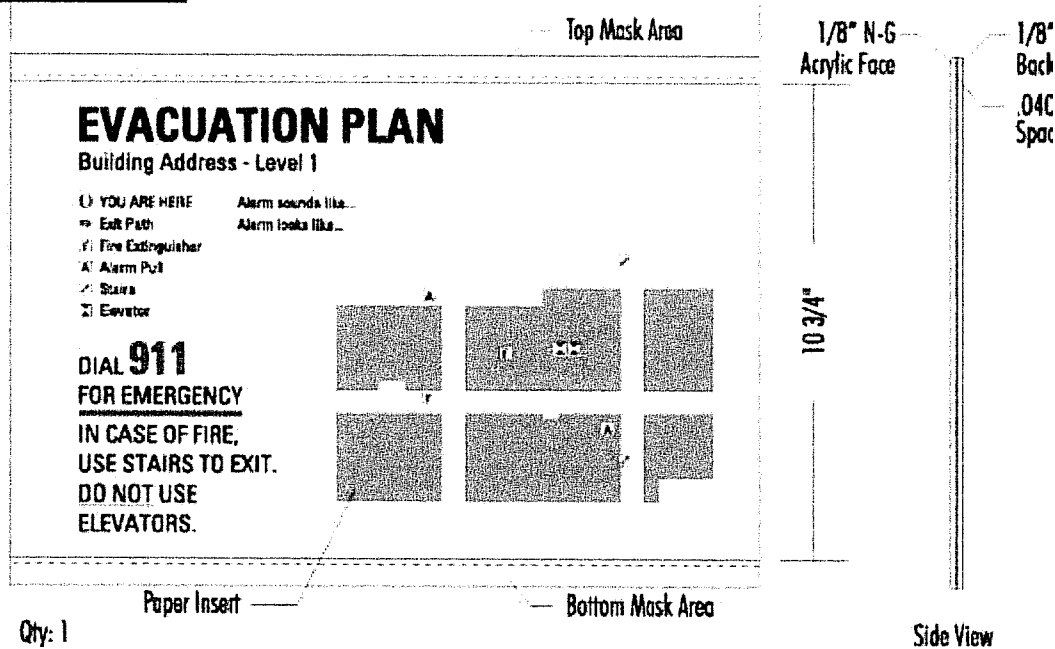 Top Mask Area
1/8" N-G
Acrylic Face
1/8"
Back
.040
Spac
EVACUATION PLAN
Building Address - Level 1
YOU ARE HERE
Exit Path
Fire Extinguisher
Alarm Pull
Stairs
Elevator
Alarm sounds like...
Alarm looks like...
DIAL 911
FOR EMERGENCY
IN CASE OF FIRE,
USE STAIRS TO EXIT.
DO NOT USE
ELEVATORS.
A
F
F
A
10 3/4"
Paper Insert
Bottom Mask Area
Qty: 1
Side View